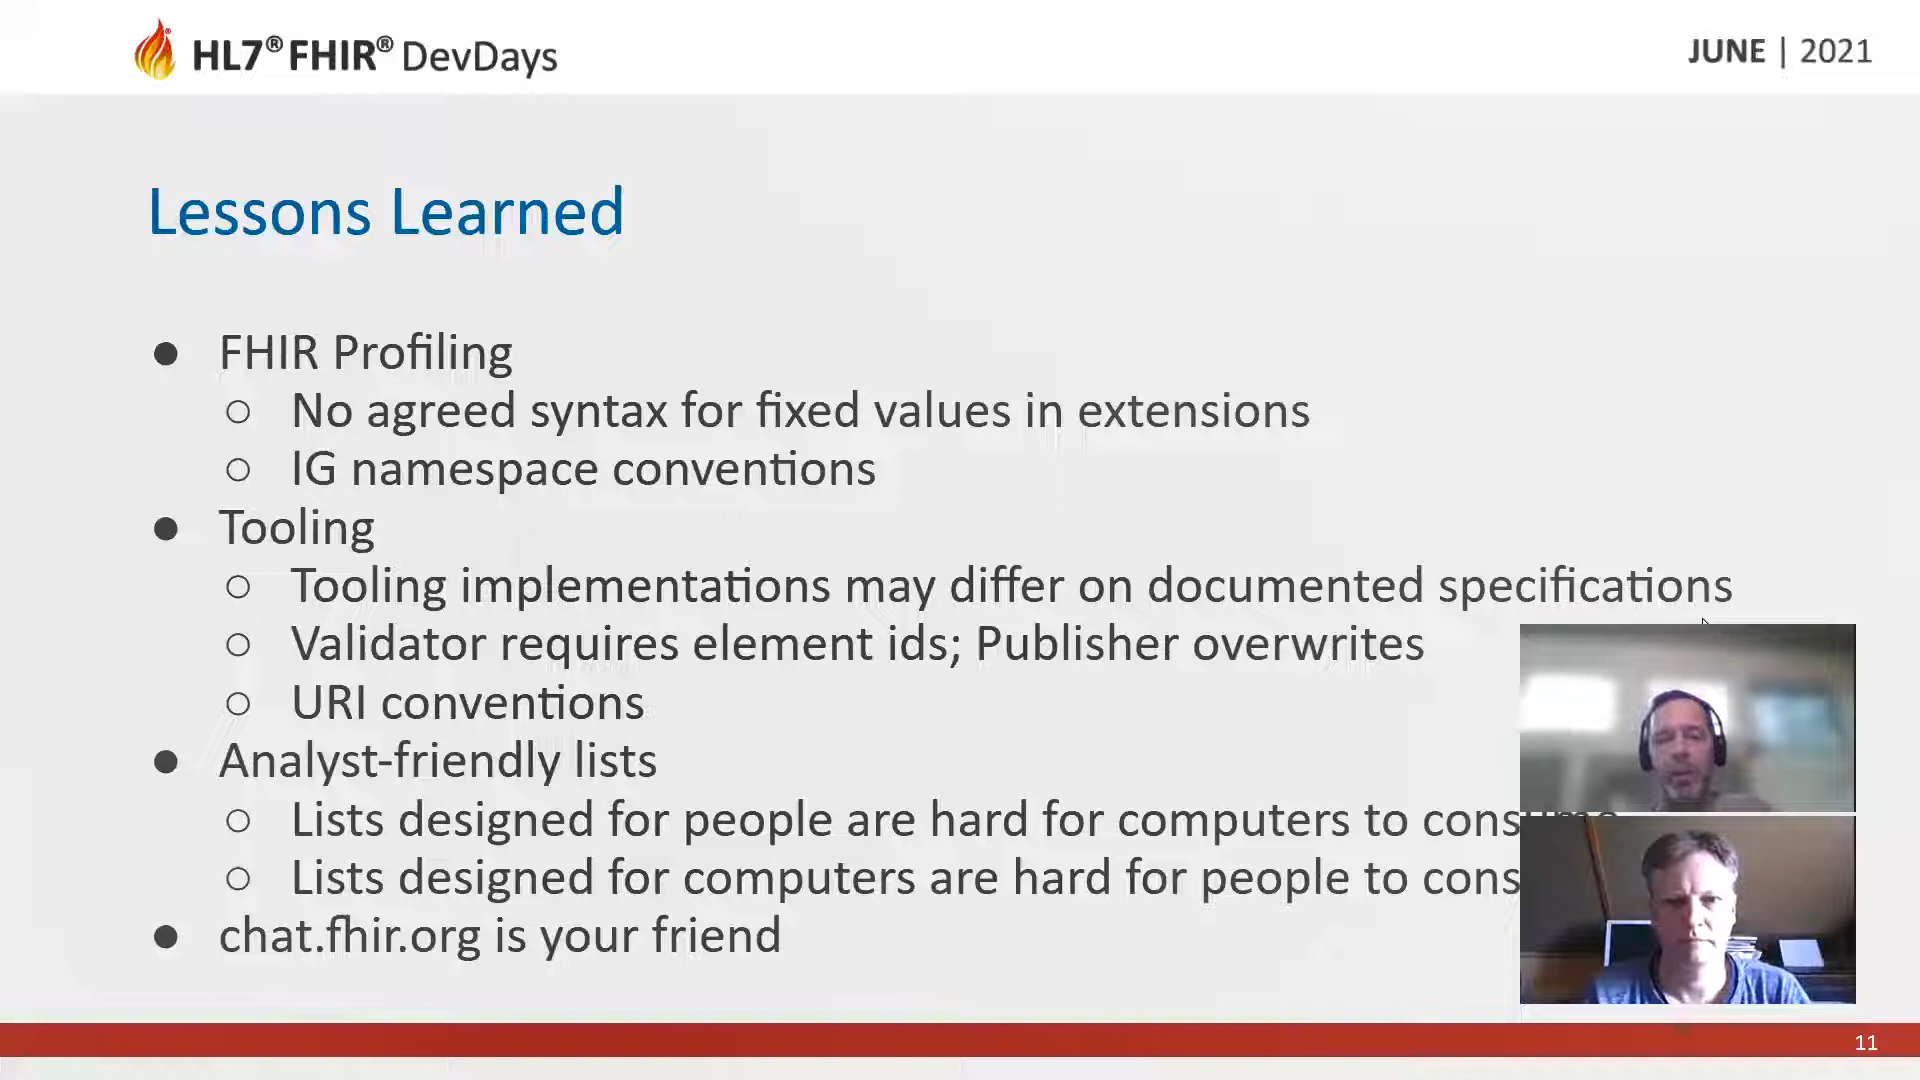 HL7® FHIR® DevDays
JUNE | 2021
Lessons Learned
● FHIR Profiling
○ No agreed syntax for fixed values in extensions
○ IG namespace conventions
● Tooling
○ Tooling implementations may differ on documented specifications
○ Validator requires element ids; Publisher overwrites
○ URI conventions
● Analyst-friendly lists
○ Lists designed for people are hard for computers to
○ Lists designed for computers are hard for people to
● chat.fhir.org is your friend
11